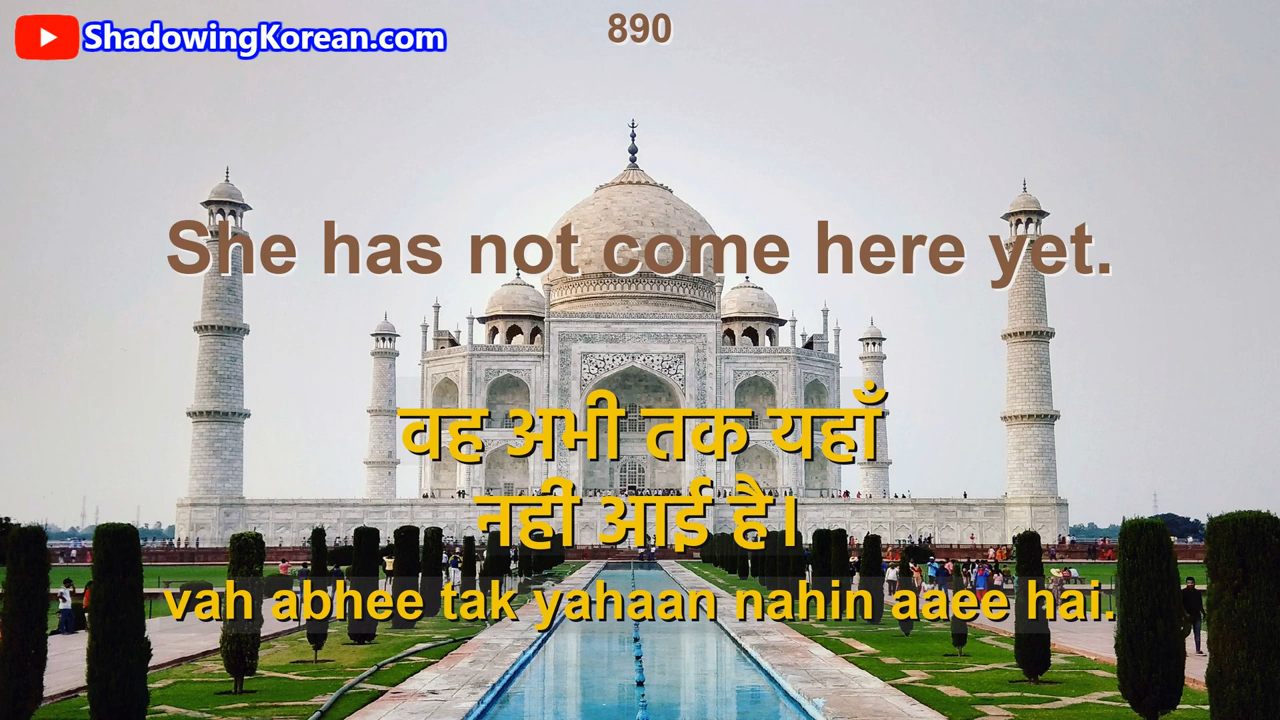 ShadowingKorean.com
890
She has not come here yet.
वह अभी तक यहाँ
नही आई है।
vah abhee tak yahaan nahin aaee hai.